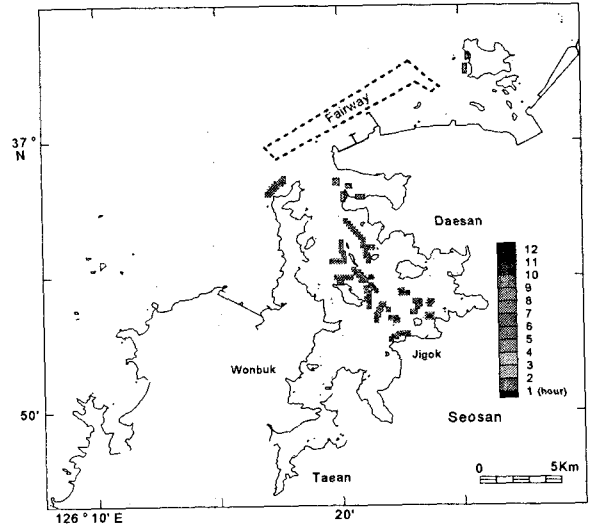 20'
Fairway
37°
N
Daesan
12
11
10
9
8
7
6
5
4
3
2
1 (hour)
Wonbuk
Jigok
50'
Seosan
Taean
0 5Km
126° 10' E
20'